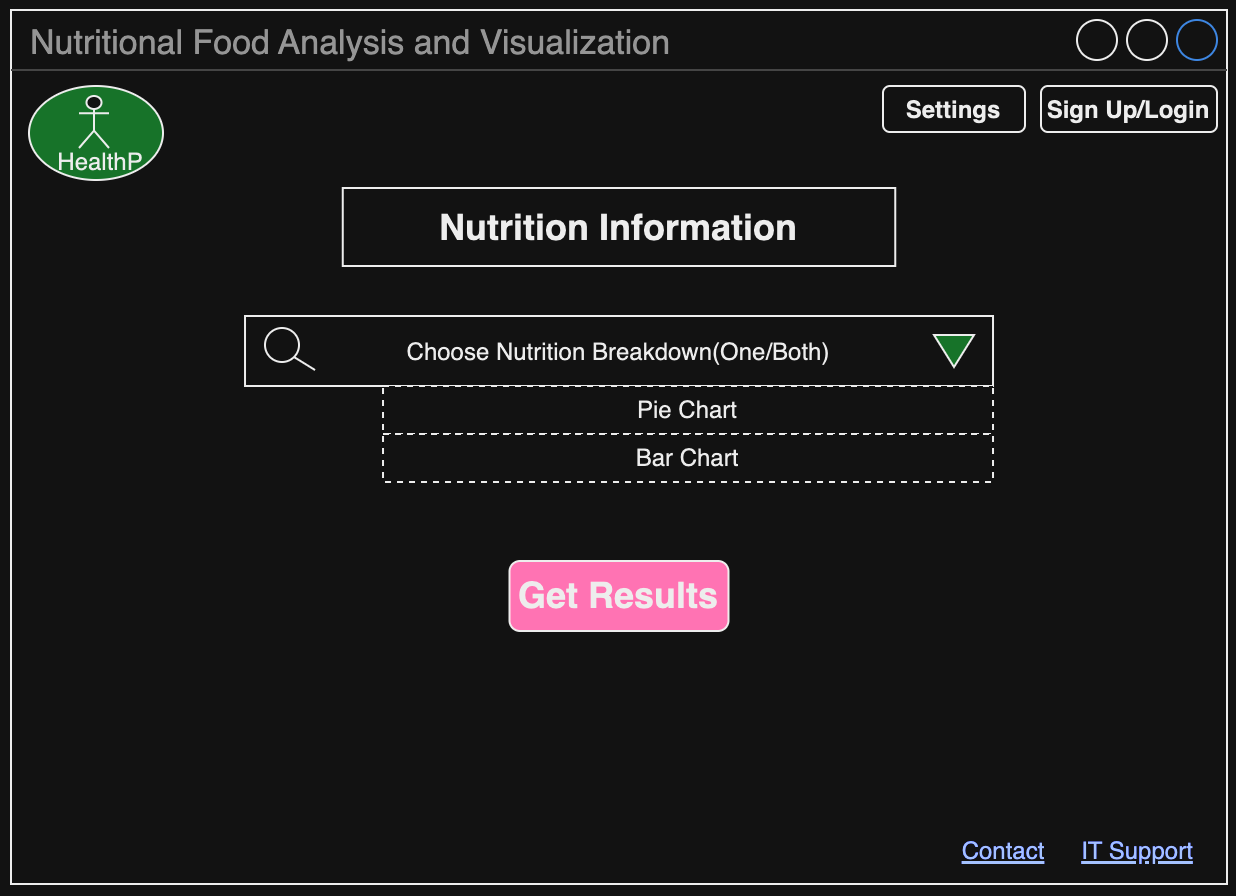 Nutritional Food Analysis and Visualization
HealthP
Settings
Sign Up/Login
Nutrition Information
Choose Nutrition Breakdown(One/Both)
Pie Chart
Bar Chart
Get Results
Contact
IT Support